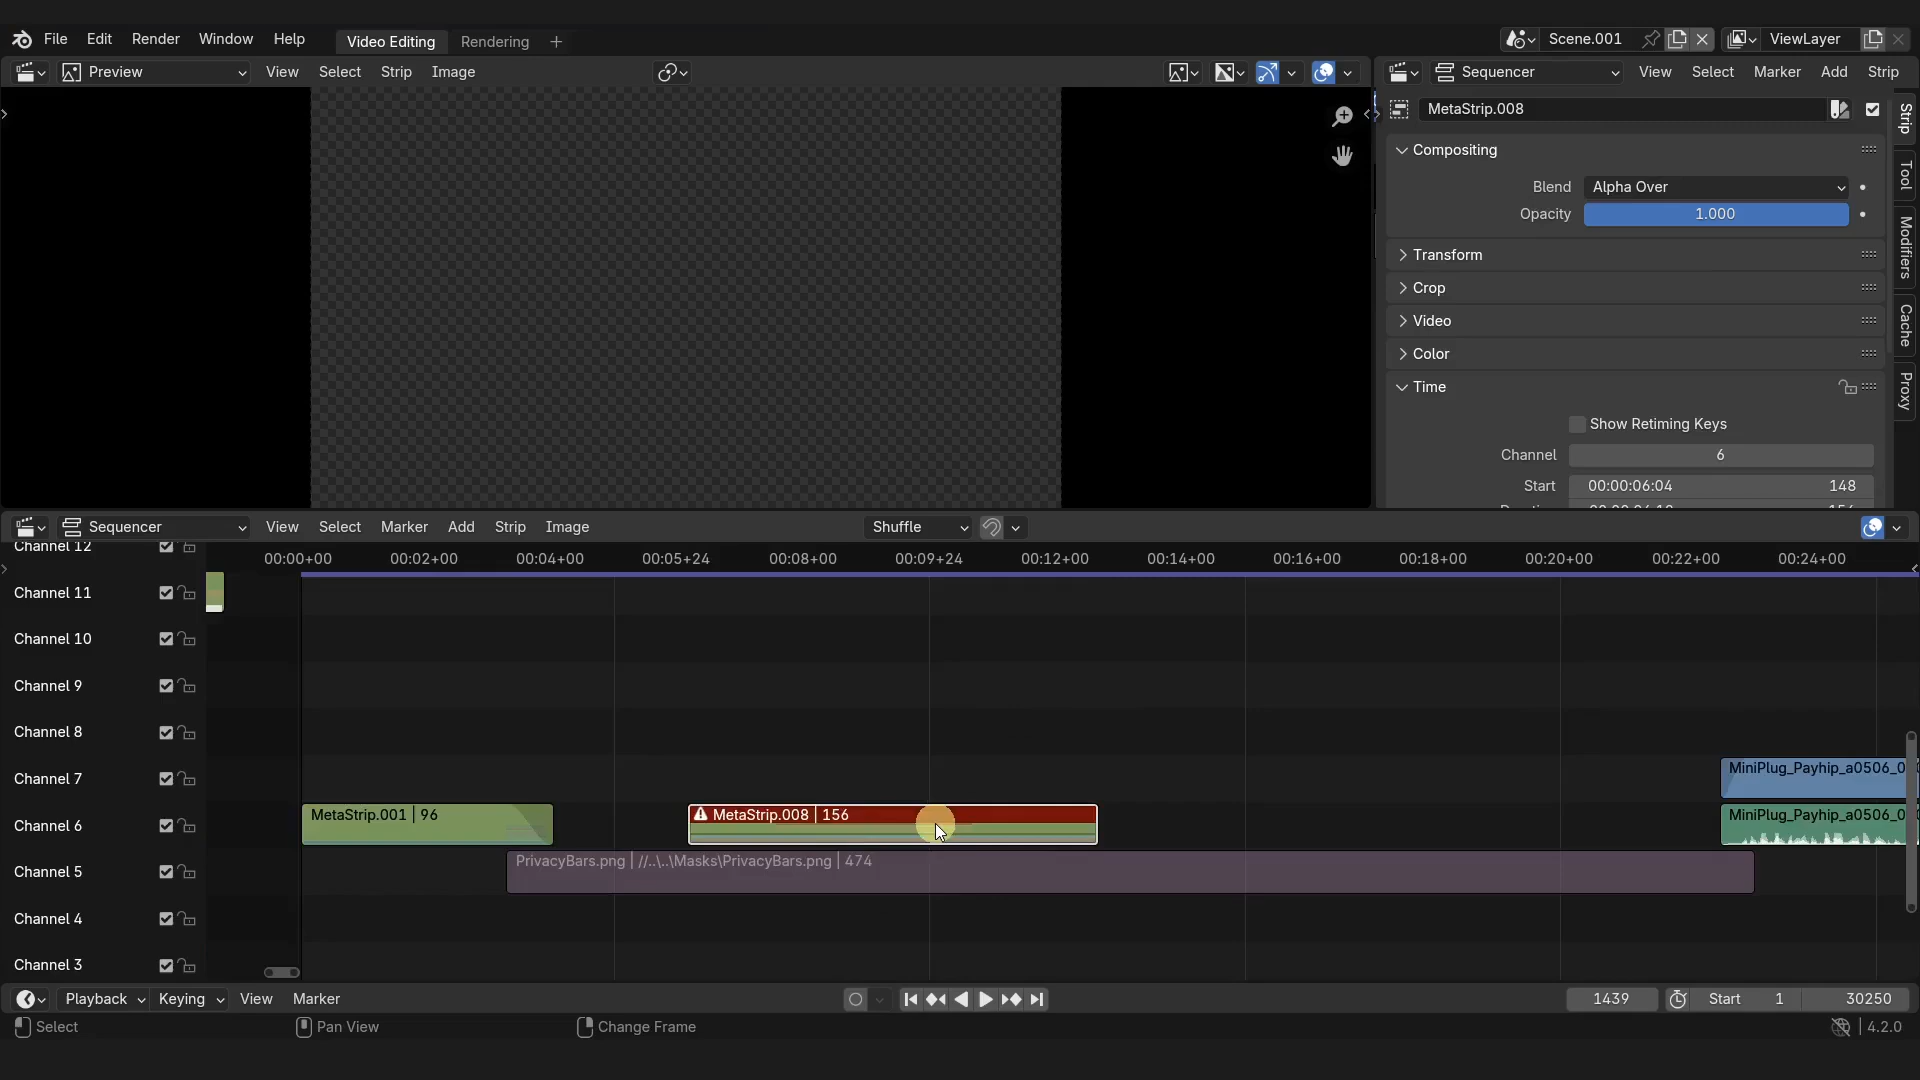 File Edit Render Window Help Video Editing Rendering + Scene.001 ViewLayer
Preview View Select Strip Image Sequencer View Select Marker Add Strip
MetaStrip.008
Compositing
Blend Alpha Over
Opacity 1.000
Transform
Crop
Video
Color
Time
Show Retiming Keys
Channel 6
Start 00:00:06:04 148
Strip
Tool
Modifiers
Cache
Proxy
Sequencer View Select Marker Add Strip Image Shuffle
00:00+00 00:02+00 00:04+00 00:05+24 00:08+00 00:09+24 00:12+00 00:14+00 00:16+00 00:18+00 00:20+00 00:22+00 00:24+00
Channel 12
Channel 11
Channel 10
Channel 9
Channel 8
Channel 7
MiniPlug_Payhip_a0506_0
Channel 6
MetaStrip.001 | 96
MetaStrip.008 | 156
MiniPlug_Payhip_a0506_0
Channel 5
PrivacyBars.png | //..\..\Masks\PrivacyBars.png | 474
Channel 4
Channel 3
Playback Keying View Marker 1439 Start 1 30250
Select Pan View Change Frame 4.2.0